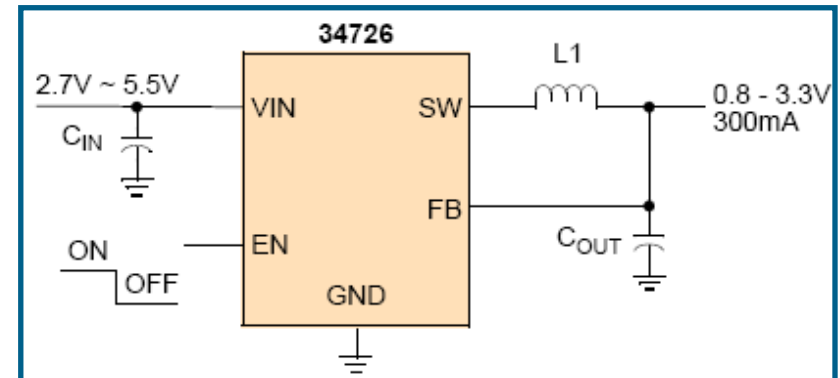 34726
L1
2.7V ~ 5.5V
VIN
SW
0.8 - 3.3V
300mA
CIN
FB
COUT
EN
ON
OFF
GND